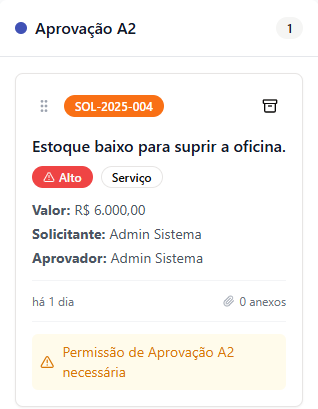 Aprovação A2
1
SOL-2025-004
Estoque baixo para suprir a oficina.
Alto
Serviço
Valor: R$ 6.000,00
Solicitante: Admin Sistema
Aprovador: Admin Sistema
há 1 dia
0 anexos
Permissão de Aprovação A2
necessária